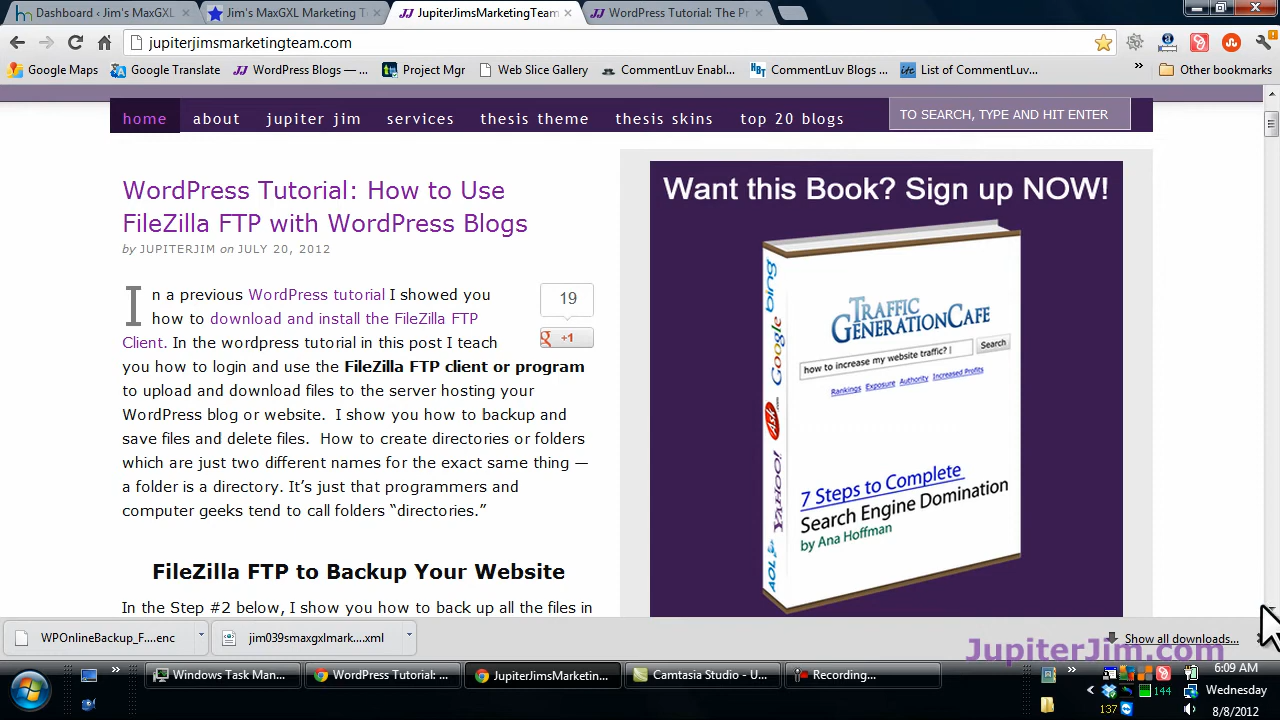 Dashboard ‹ Jim's MaxGXL
Jim's MaxGXL Marketing T
JupiterJimsMarketingTeam
WordPress Tutorial: The Pr
jupiterjimsmarketingteam.com
Google Maps
Google Translate
WordPress Blogs — ...
Project Mgr
Web Slice Gallery
CommentLuv Enabl...
CommentLuv Blogs ...
List of CommentLuv...
Other bookmarks
home
about
jupiter jim
services
thesis theme
thesis skins
top 20 blogs
TO SEARCH, TYPE AND HIT ENTER
WordPress Tutorial: How to Use
FileZilla FTP with WordPress Blogs
by JUPITERJIM on JULY 20, 2012
In a previous WordPress tutorial I showed you
how to download and install the FileZilla FTP
Client. In the wordpress tutorial in this post I teach
you how to login and use the FileZilla FTP client or program
to upload and download files to the server hosting your
WordPress blog or website. I show you how to backup and
save files and delete files. How to create directories or folders
which are just two different names for the exact same thing —
a folder is a directory. It's just that programmers and
computer geeks tend to call folders “directories.”
19
+1
FileZilla FTP to Backup Your Website
In the Step #2 below, I show you how to back up all the files in
Want this Book? Sign up NOW!
bing
Google
Ask.com
YAHOO!
AOL
TRAFFIC
GENERATIONCAFE
how to increase my website traffic? |
Search
Rankings Exposure Authority Increased Profits
7 Steps to Complete
Search Engine Domination
by Ana Hoffman
WPOnlineBackup_F....enc
jim039smaxgxlmark....xml
Show all downloads...
JupiterJim.com
Windows Task Man...
WordPress Tutorial: ...
JupiterJimsMarketin...
Camtasia Studio - U...
Recording...
144
137
6:09 AM
Wednesday
8/8/2012